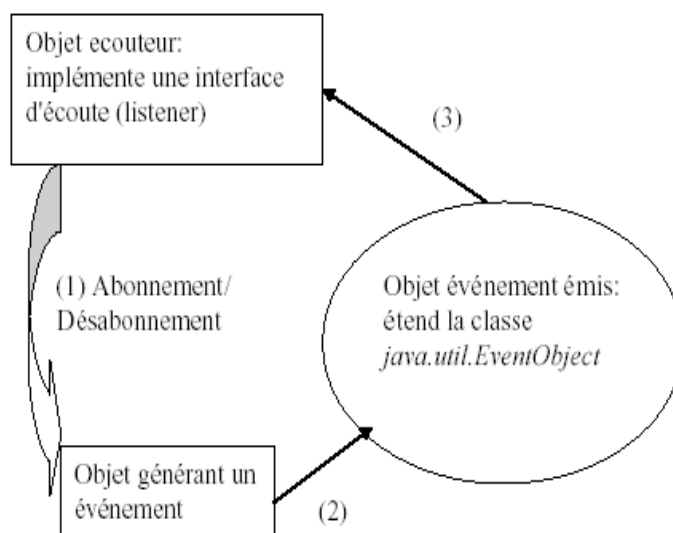 Objet ecouteur:
implémente une interface
d'écoute (listener)
(3)
(1) Abonnement/
Désabonnement
Objet événement émis:
étend la classe
java.util.EventObject
Objet générant un
événement
(2)